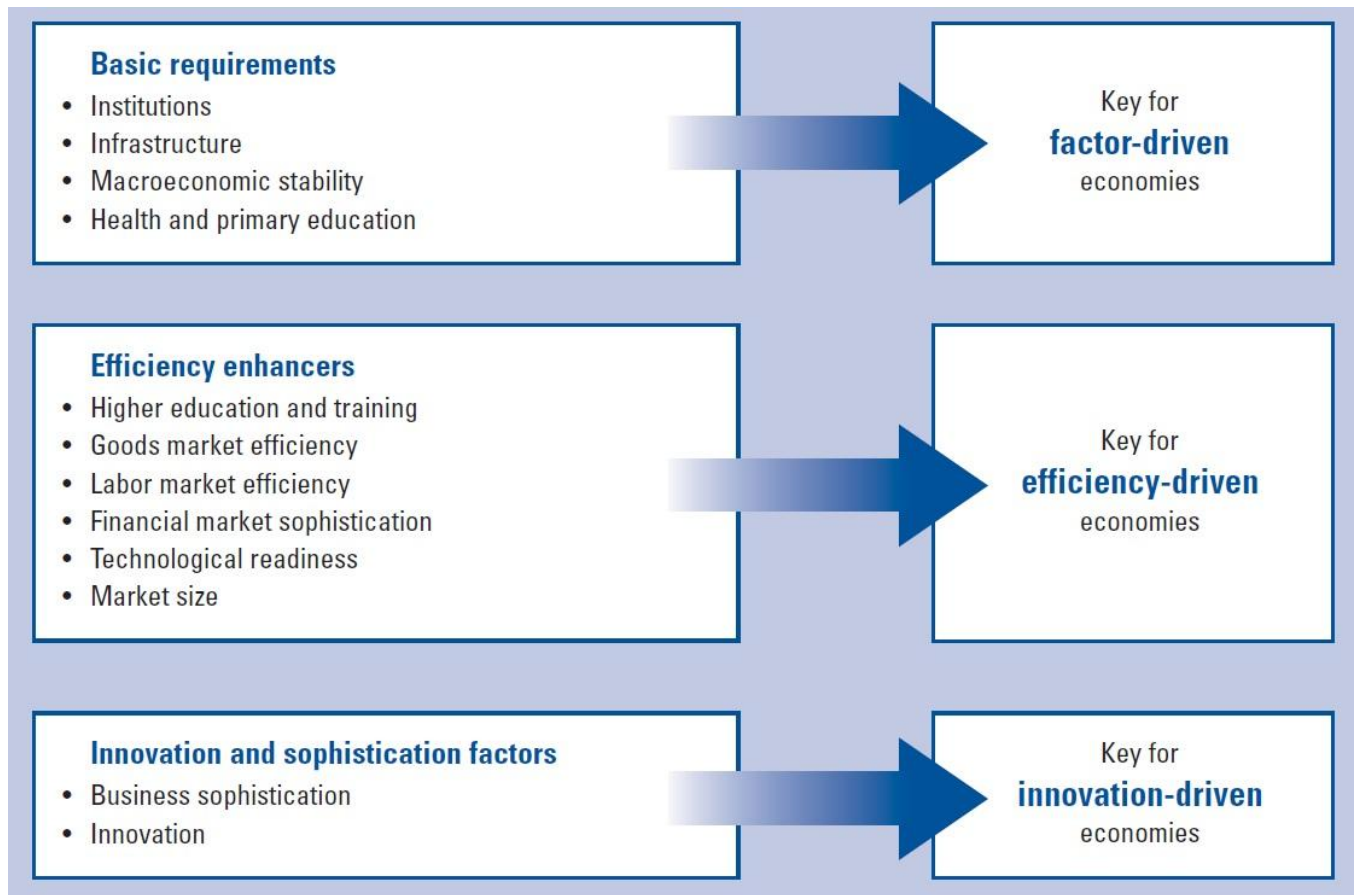 Basic requirements
• Institutions
• Infrastructure
• Macroeconomic stability
• Health and primary education
Key for
factor-driven
economies
Efficiency enhancers
• Higher education and training
• Goods market efficiency
• Labor market efficiency
• Financial market sophistication
• Technological readiness
• Market size
Key for
efficiency-driven
economies
Innovation and sophistication factors
• Business sophistication
• Innovation
Key for
innovation-driven
economies